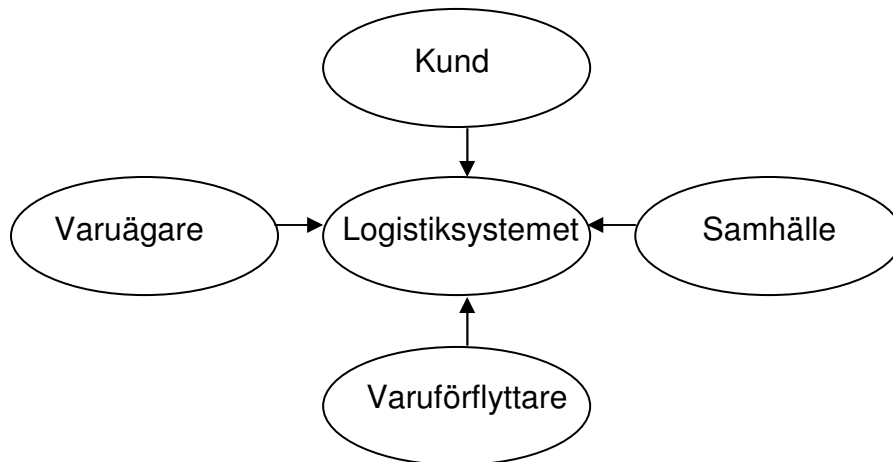 Kund
Varuägare
Logistiksystemet
Samhälle
Varuförflyttare